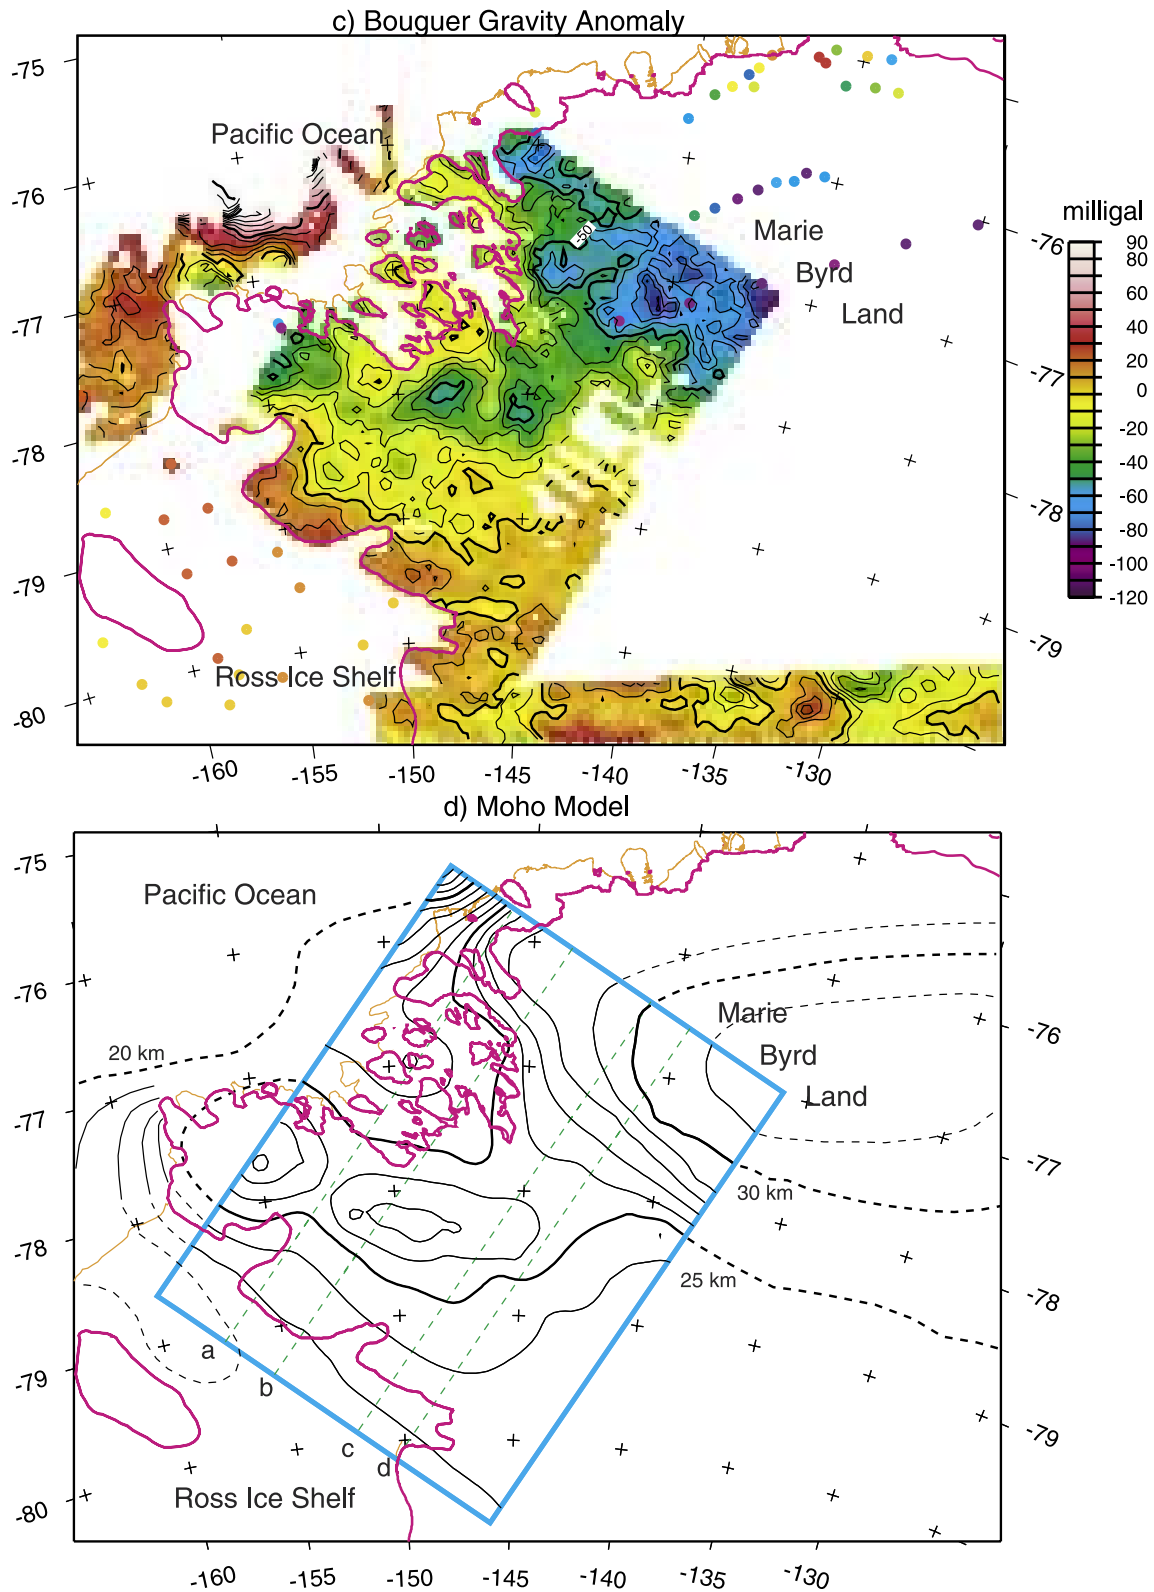 c) Bouguer Gravity Anomaly
-75
-76
-77
-78
-79
-80
Pacific Ocean
-50
Marie
Byrd
Land
Ross Ice Shelf
-76
-77
-78
-79
milligal
90
80
60
40
20
0
-20
-40
-60
-80
-100
-120
-160
-155
-150
-145
-140
-135
-130
d) Moho Model
-75
-76
-77
-78
-79
-80
Pacific Ocean
20 km
Marie
Byrd
Land
30 km
25 km
a
b
c
d
Ross Ice Shelf
-76
-77
-78
-79
-160
-155
-150
-145
-140
-135
-130